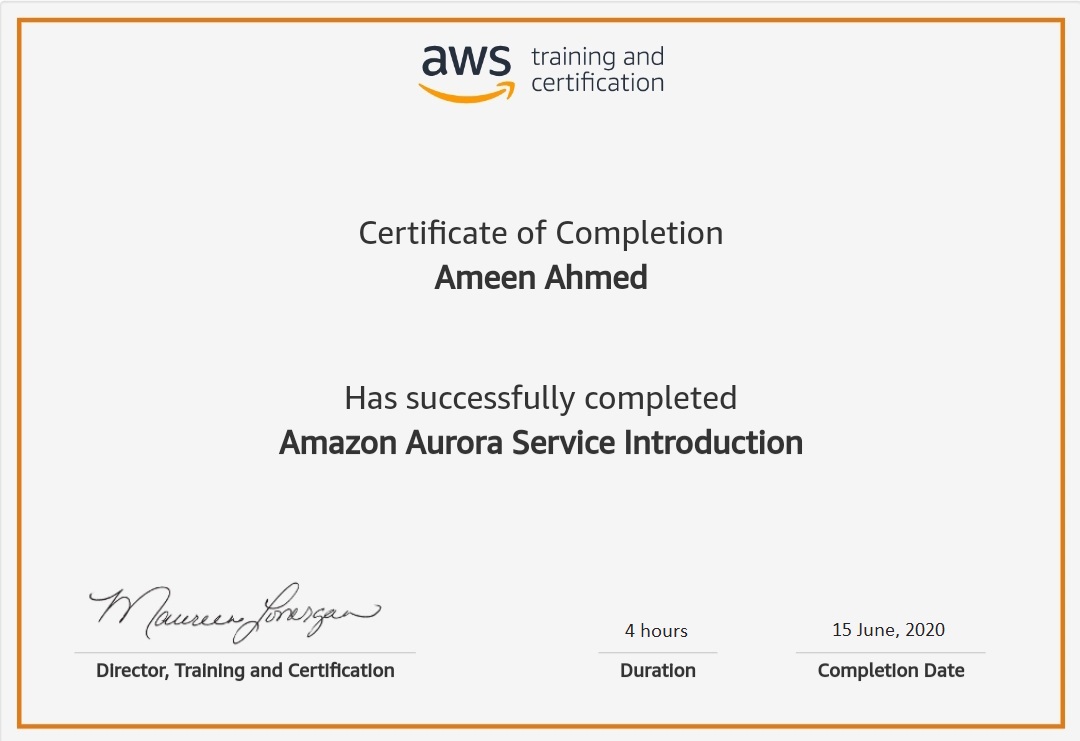 aws training and
certification
Certificate of Completion
Ameen Ahmed
Has successfully completed
Amazon Aurora Service Introduction
Maureen Lonergan
4 hours
15 June, 2020
Director, Training and Certification
Duration
Completion Date